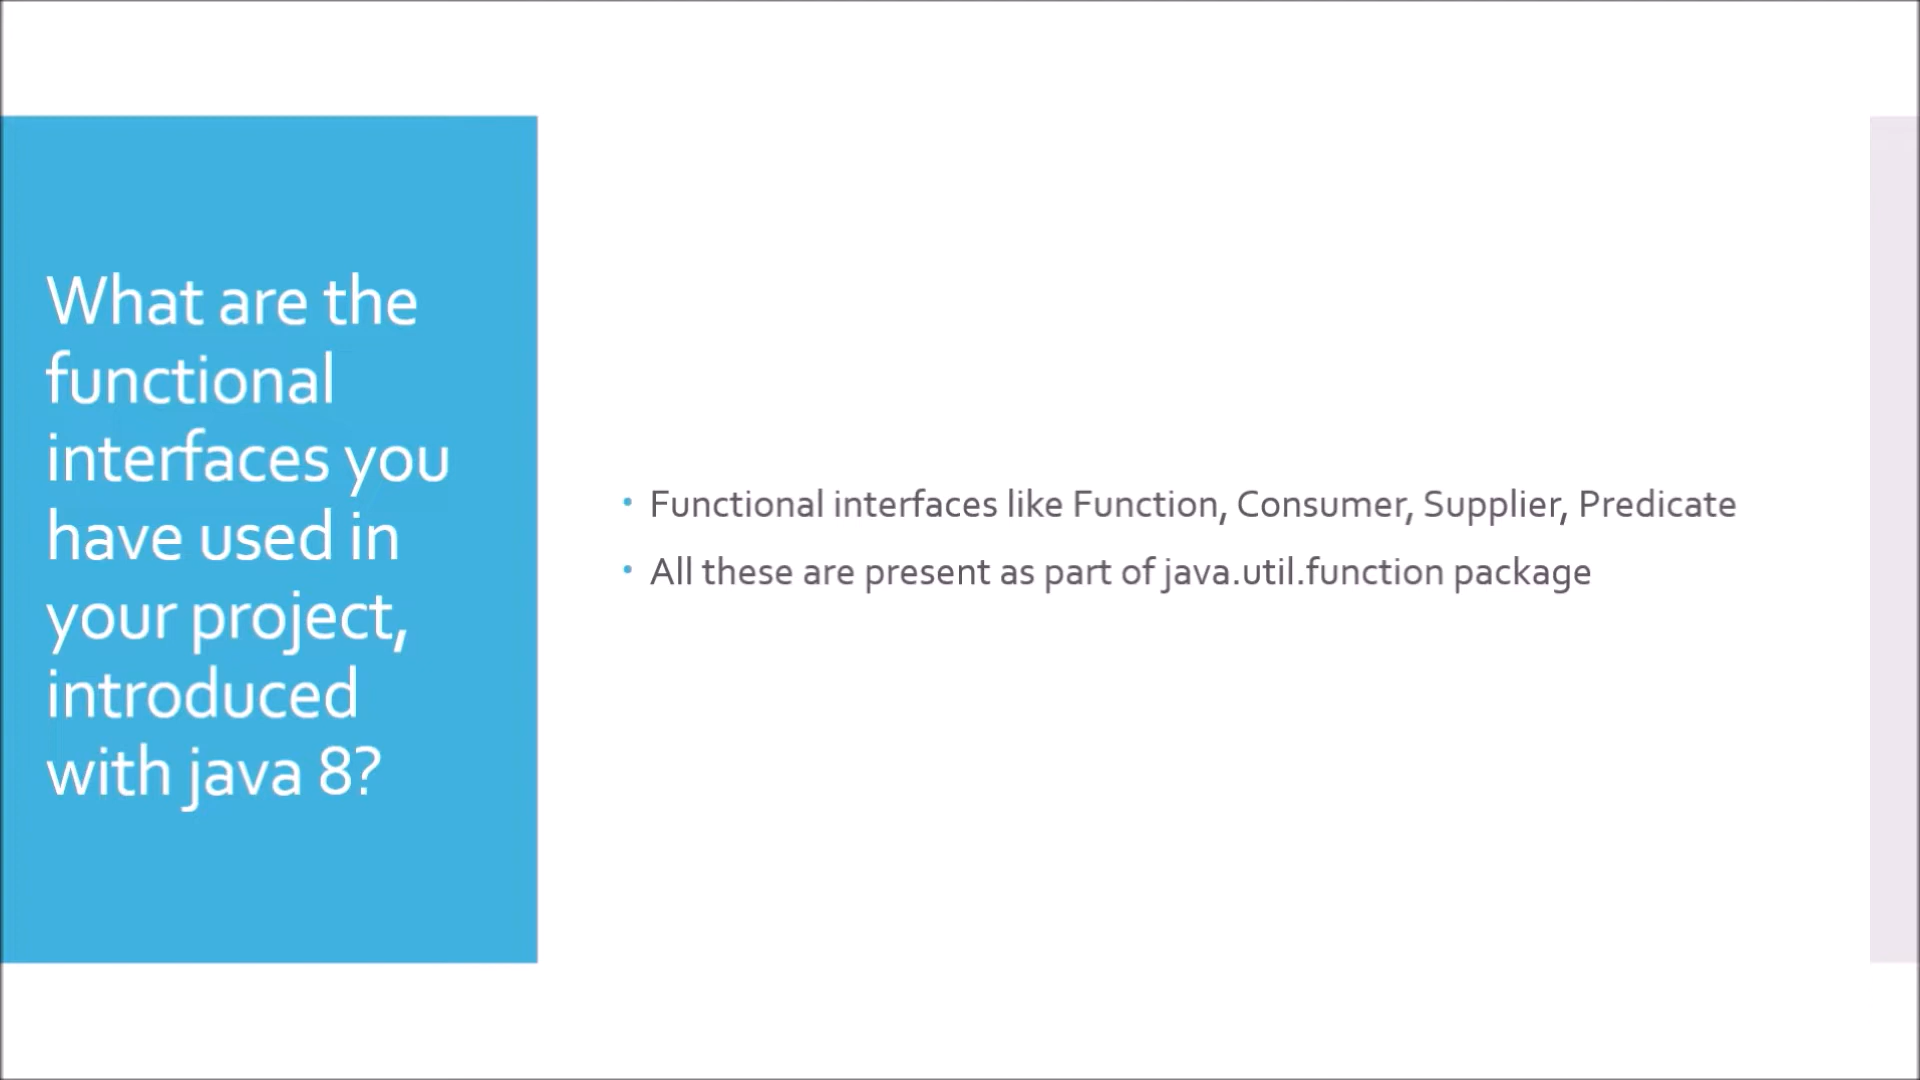 What are the
functional
interfaces you
have used in
your project,
introduced
with java 8?
• Functional interfaces like Function, Consumer, Supplier, Predicate
• All these are present as part of java.util.function package